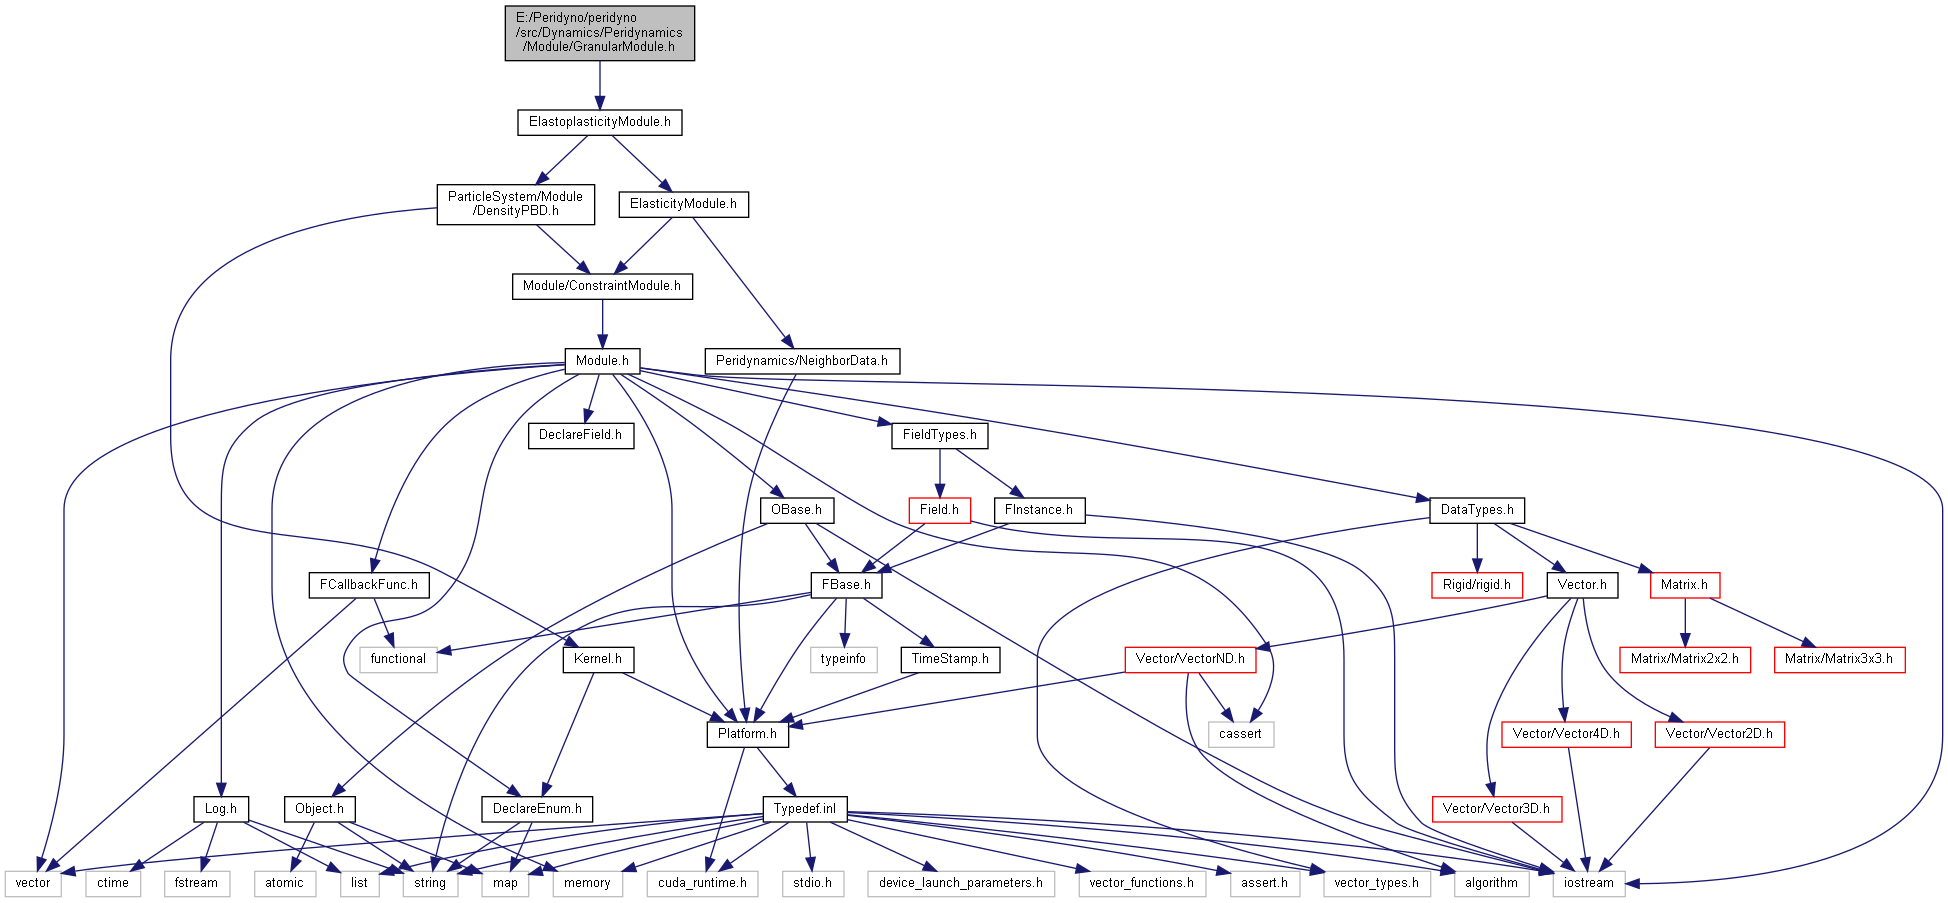 E:/Peridyno/peridyno
/src/Dynamics/Peridynamics
/Module/GranularModule.h
ElastoplasticityModule.h
ParticleSystem/Module
/DensityPBD.h
ElasticityModule.h
Module/ConstraintModule.h
Module.h
Peridynamics/NeighborData.h
DeclareField.h
FieldTypes.h
OBase.h
Field.h
FInstance.h
DataTypes.h
FCallbackFunc.h
FBase.h
Rigid/rigid.h
Vector.h
Matrix.h
functional
Kernel.h
typeinfo
TimeStamp.h
Vector/VectorND.h
Matrix/Matrix2x2.h
Matrix/Matrix3x3.h
Platform.h
cassert
Vector/Vector4D.h
Vector/Vector2D.h
Log.h
Object.h
DeclareEnum.h
Typedef.inl
Vector/Vector3D.h
vector
ctime
fstream
atomic
list
string
map
memory
cuda_runtime.h
stdio.h
device_launch_parameters.h
vector_functions.h
assert.h
vector_types.h
algorithm
iostream